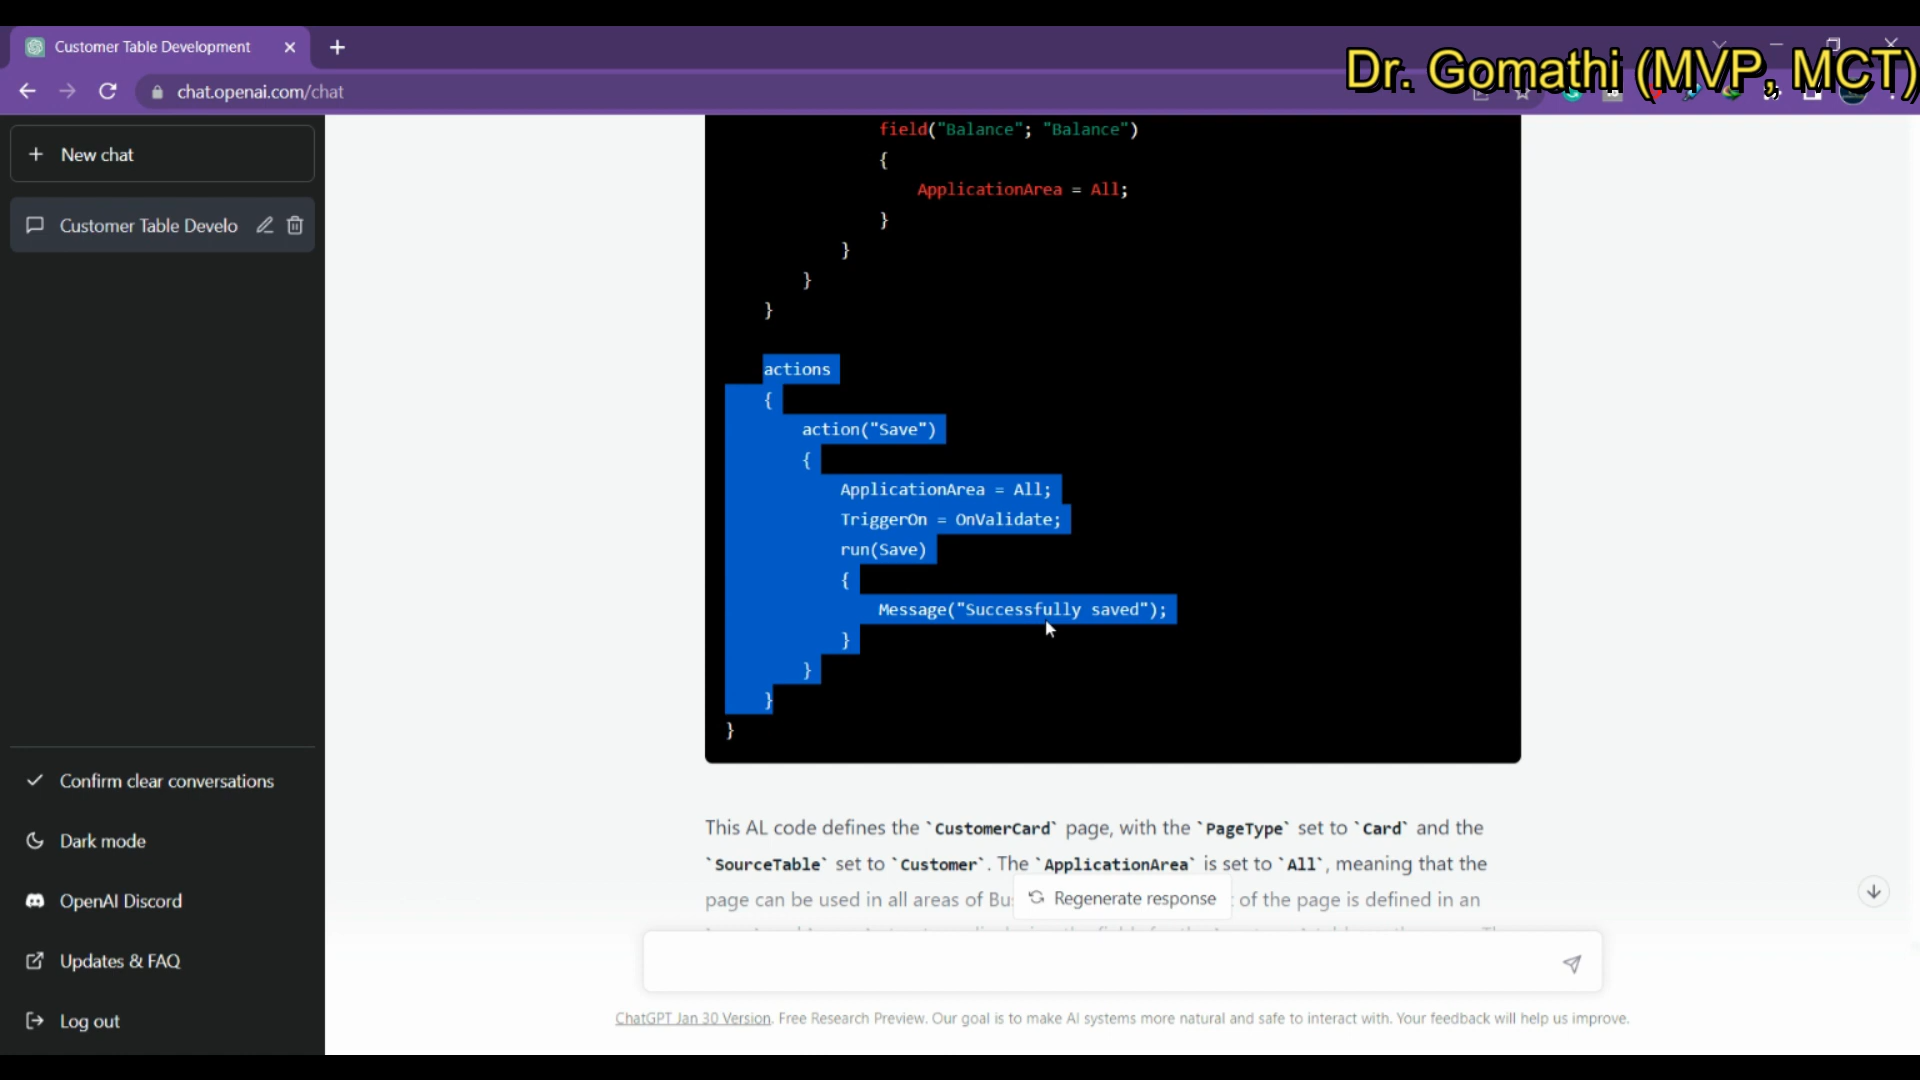 Customer Table Development
Dr. Gomathi (MVP, MCT)
chat.openai.com/chat
New chat
Customer Table Develo
Confirm clear conversations
Dark mode
OpenAI Discord
Updates & FAQ
Log out
field("Balance"; "Balance")
{
ApplicationArea = All;
}
}
}
}
actions
{
action("Save")
{
ApplicationArea = All;
TriggerOn = OnValidate;
run(Save)
{
Message("Successfully saved");
}
}
}
}
This AL code defines the `CustomerCard` page, with the `PageType` set to `Card` and the
`SourceTable` set to `Customer`. The `ApplicationArea` is set to `All`, meaning that the
page can be used in all areas of Bu of the page is defined in an
Regenerate response
ChatGPT Jan 30 Version. Free Research Preview. Our goal is to make AI systems more natural and safe to interact with. Your feedback will help us improve.